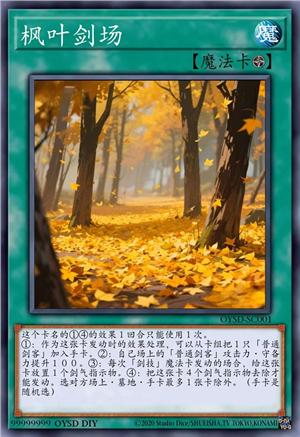 枫叶剑场
魔
【魔法卡】
OYSD-SC001
这个卡名的①④的效果1回合只能使用1次。
①:作为这张卡发动时的效果处理,可以从卡组把1只「普通
剑客」加入手卡。②:自己场上的「普通剑客」攻击力·守备
力提升100。③:每次「剑技」魔法卡发动的场合,给这张
卡放置1个剑气指示物。④:把这张卡4个剑气指示物去除才
能发动。选对方场上·墓地·手卡最多1张卡除外。(手卡是
随机选)
99999999 OYSD DIY
©2020 Studio Dice/SHUEISHA,TV TOKYO,KONAMI